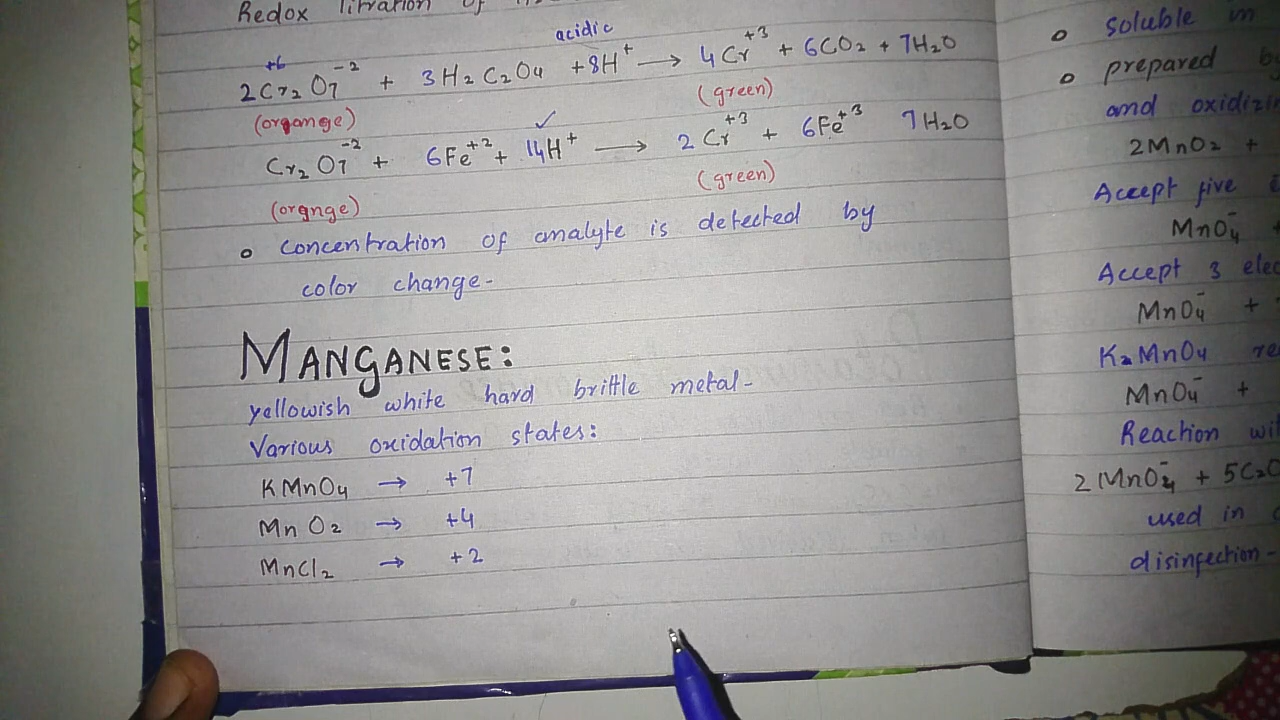 Redox titration of
acidic
+6
2Cr₂O₇⁻² + 3H₂C₂O₄ +8H⁺ → 4Cr⁺³ + 6CO₂ + 7H₂O
(orgamge) (green)
✓
Cr₂O₇⁻² + 6Fe⁺² + 14H⁺ → 2Cr⁺³ + 6Fe⁺³ 7H₂O
(orgnge) (green)
o concentration of analyte is detected by
color change-
MANGANESE:
yellowish white hard brittle metal-
Various oxidation states:
KMnO₄ → +7
MnO₂ → +4
MnCl₂ → +2
o soluble in
o prepared by
and oxidizi
2MnO₂ +
Accept five
MnO₄⁻ +
Accept 3 elec
MnO₄⁻ +
K₂MnO₄ re
MnO₄⁻ +
Reaction wi
2MnO₄⁻ + 5C₂O
used in
disinfection-